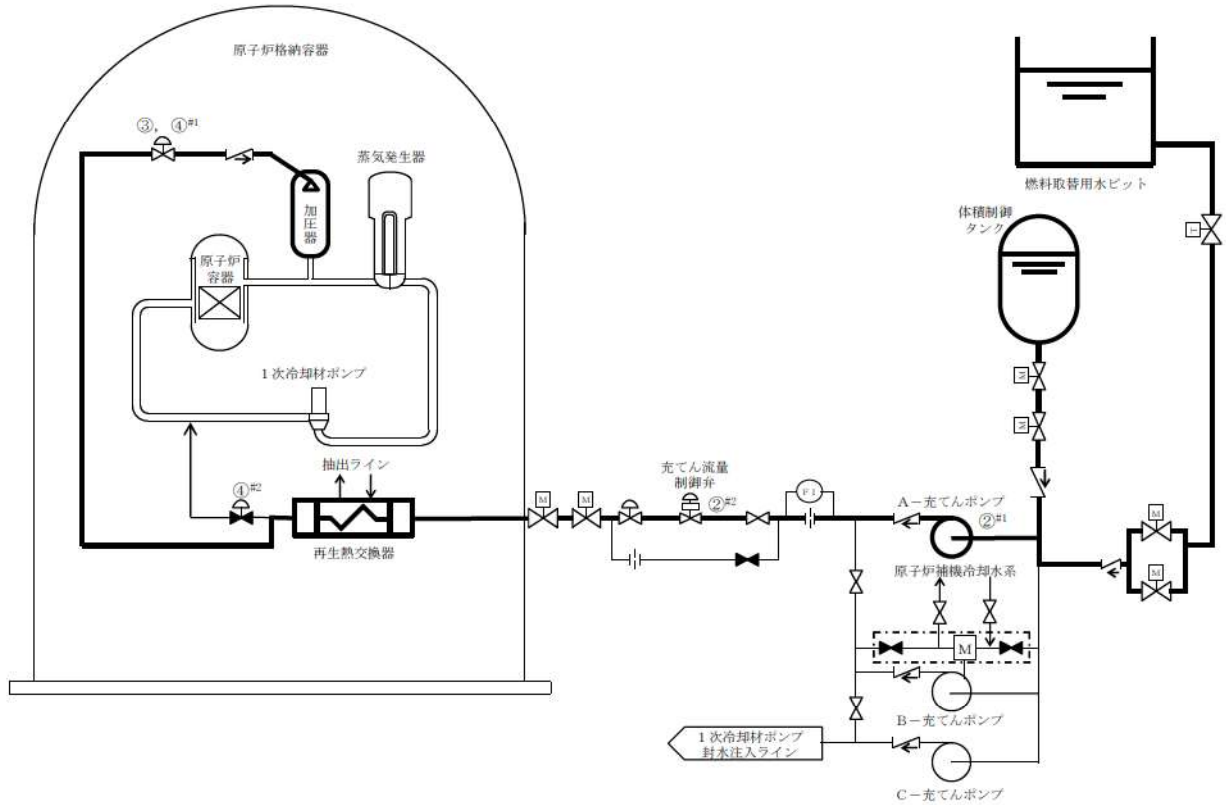 原子炉格納容器
③, ④#1
蒸気発生器
加
圧
器
原子炉
容器
1次冷却材ポンプ
抽出ライン
④#2
再生熱交換器
M
M
充てん流量
制御弁
②#2
FI
A－充てんポンプ
②#1
原子炉補機冷却水系
M
B－充てんポンプ
1次冷却材ポンプ
封水注入ライン
C－充てんポンプ
体積制御
タンク
M
M
燃料取替用水ピット
T
M
M